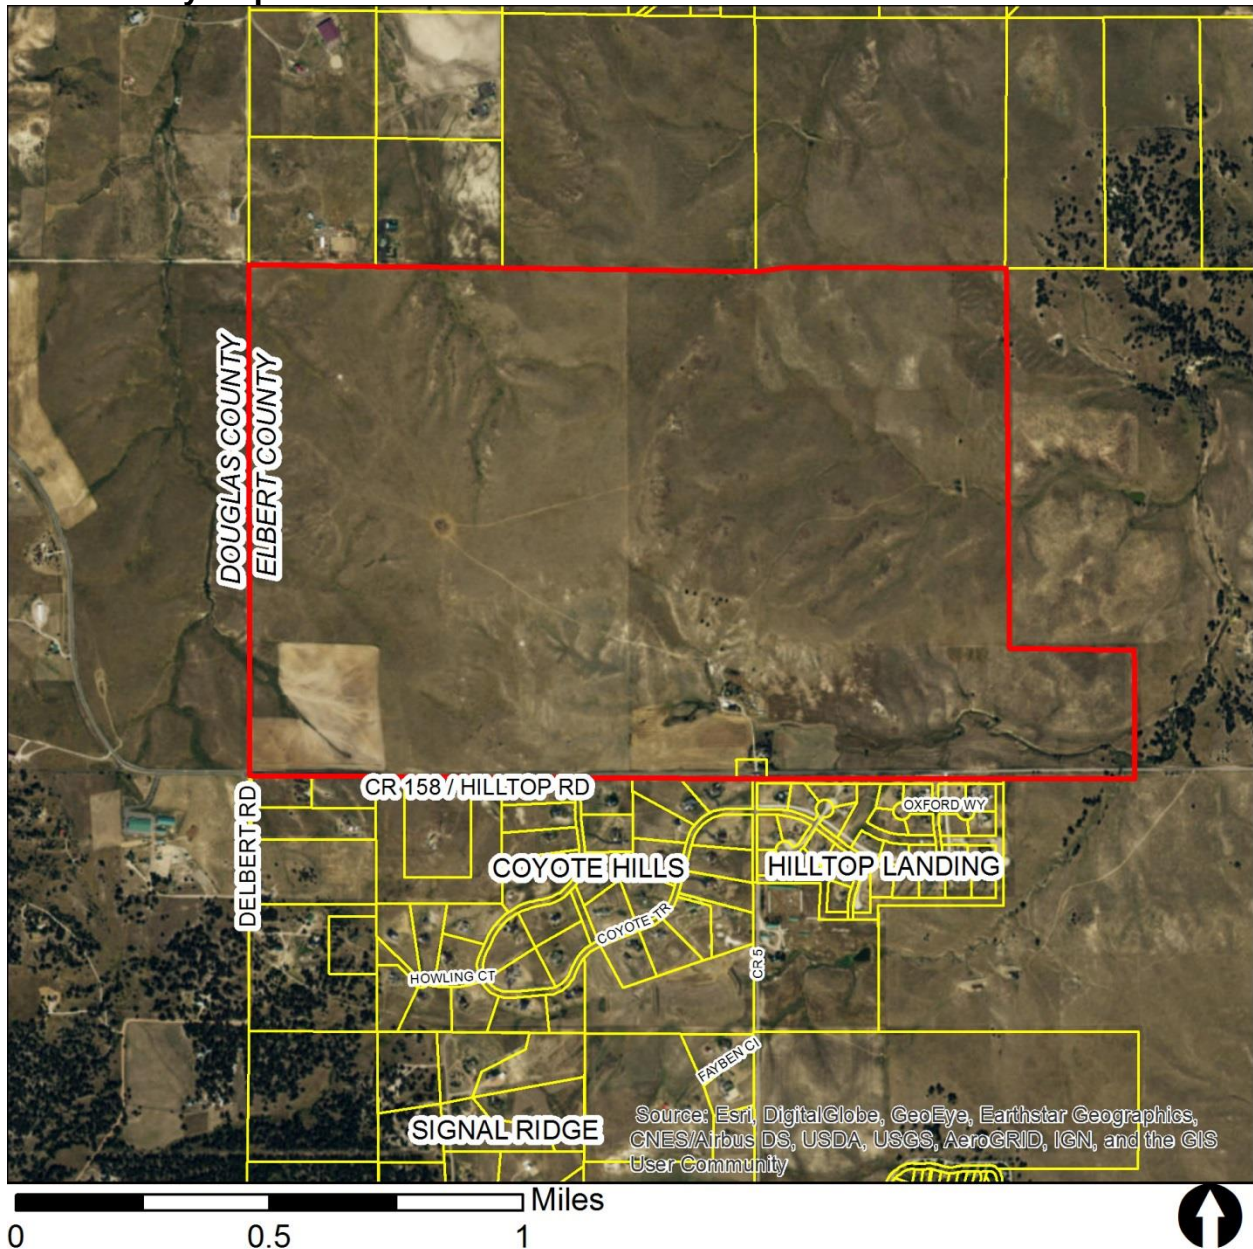 DOUGLAS COUNTY
ELBERT COUNTY
CR 158 / HILLTOP RD
DELBERT RD
OXFORD WY
COYOTE HILLS
HILLTOP LANDING
COYOTE TR
HOWLING CT
CR 5
FAYBEN CI
SIGNAL RIDGE
Source: Esri, DigitalGlobe, GeoEye, Earthstar Geographics,
CNES/Airbus DS, USDA, USGS, AeroGRID, IGN, and the GIS
User Community
Miles
0 0.5 1